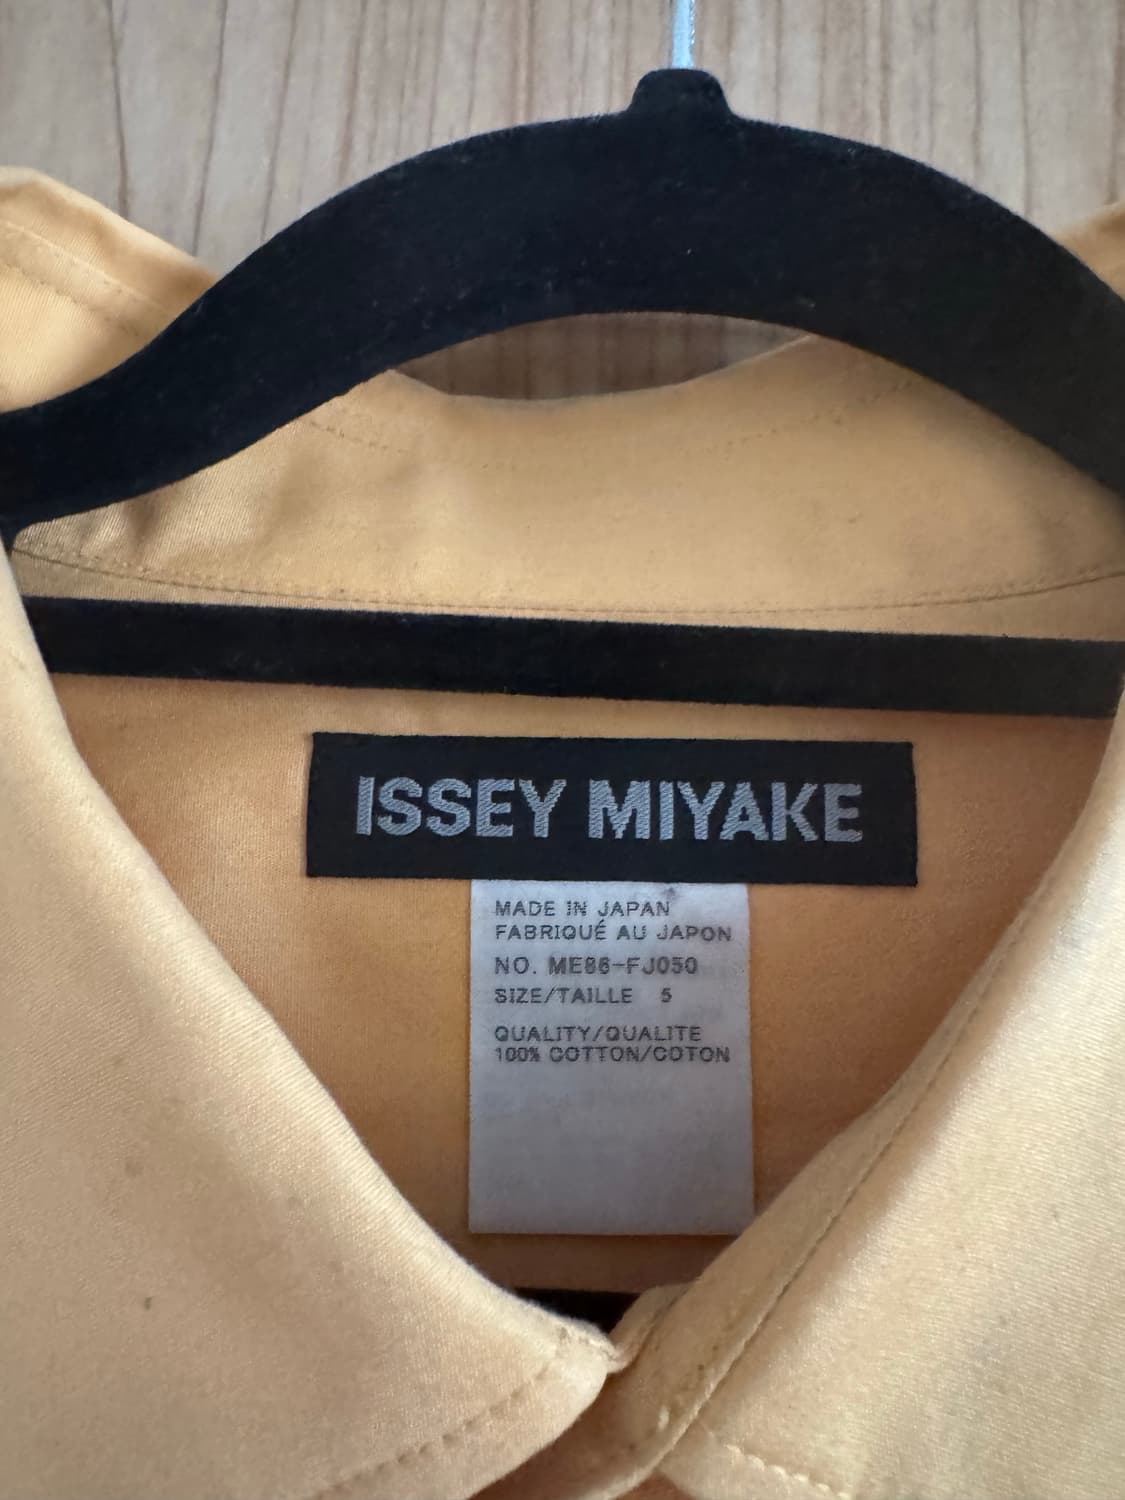 ISSEY MIYAKE
MADE IN JAPAN
FABRIQUÉ AU JAPON
NO. ME86-FJ050
SIZE/TAILLE 5
QUALITY/QUALITE
100% COTTON/COTON